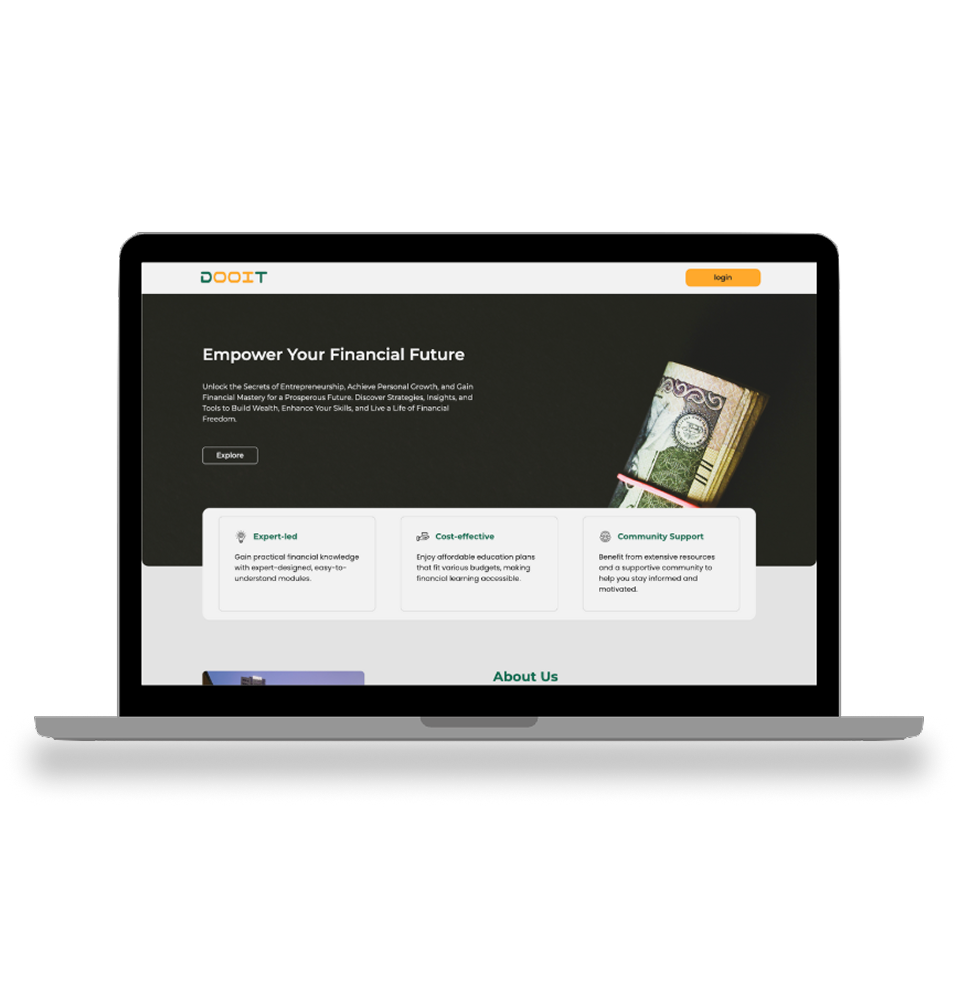 DOOIT
login
Empower Your Financial Future
Unlock the Secrets of Entrepreneurship, Achieve Personal Growth, and Gain
Financial Mastery for a Prosperous Future. Discover Strategies, Insights, and
Tools to Build Wealth, Enhance Your Skills, and Live a Life of Financial
Freedom.
Explore
Expert-led
Gain practical financial knowledge
with expert-designed, easy-to-
understand modules.
Cost-effective
Enjoy affordable education plans
that fit various budgets, making
financial learning accessible.
Community Support
Benefit from extensive resources
and a supportive community to
help you stay informed and
motivated.
About Us